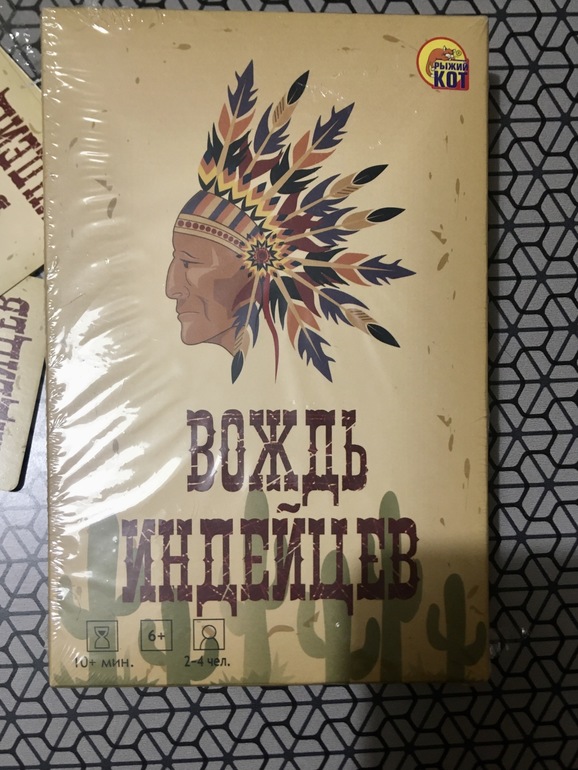 РЫЖИЙ
КОТ
ВОЖДЬ
ИНДЕЙЦЕВ
6+
10+ мин.
2-4 чел.